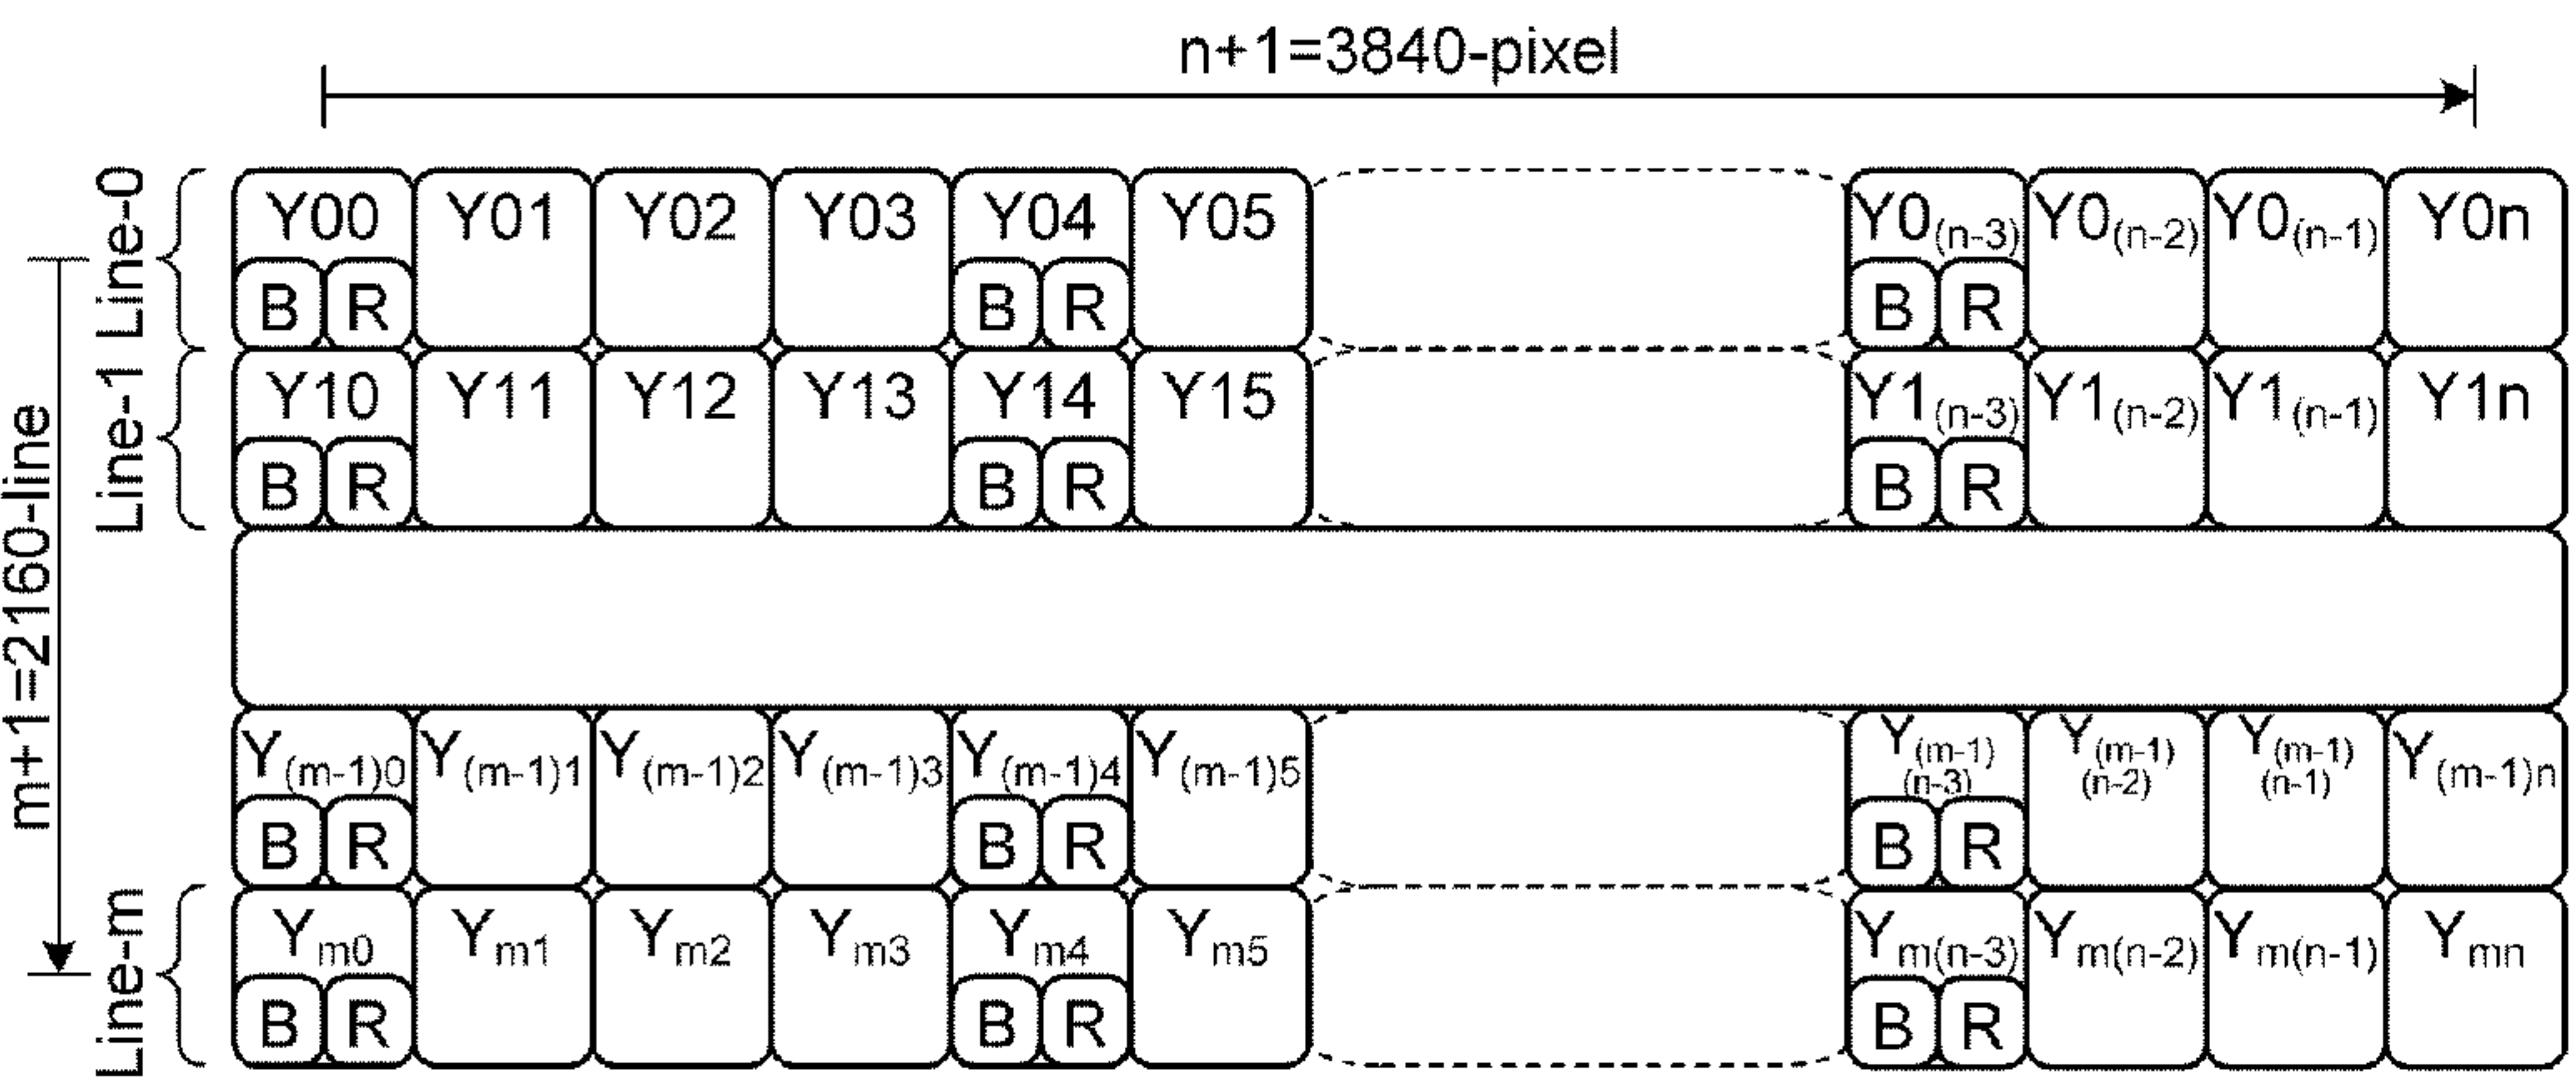 n+1=3840-pixel
m+1=2160-line
Line-0
Y00 Y01 Y02 Y03 Y04 Y05 Y0(n-3) Y0(n-2) Y0(n-1) Y0n
B R B R B R
Line-1
Y10 Y11 Y12 Y13 Y14 Y15 Y1(n-3) Y1(n-2) Y1(n-1) Y1n
B R B R B R
Y(m-1)0 Y(m-1)1 Y(m-1)2 Y(m-1)3 Y(m-1)4 Y(m-1)5 Y(m-1)(n-3) Y(m-1)(n-2) Y(m-1)(n-1) Y(m-1)n
B R B R B R
Line-m
Ym0 Ym1 Ym2 Ym3 Ym4 Ym5 Ym(n-3) Ym(n-2) Ym(n-1) Ymn
B R B R B R